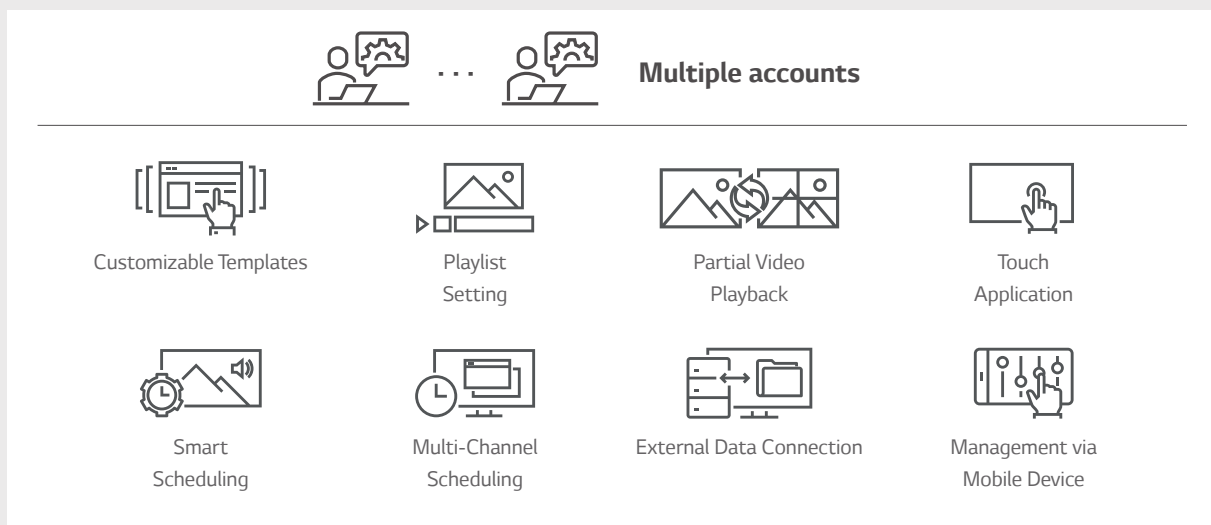 Multiple accounts
Customizable Templates
Playlist
Setting
Partial Video
Playback
Touch
Application
Smart
Scheduling
Multi-Channel
Scheduling
External Data Connection
Management via
Mobile Device